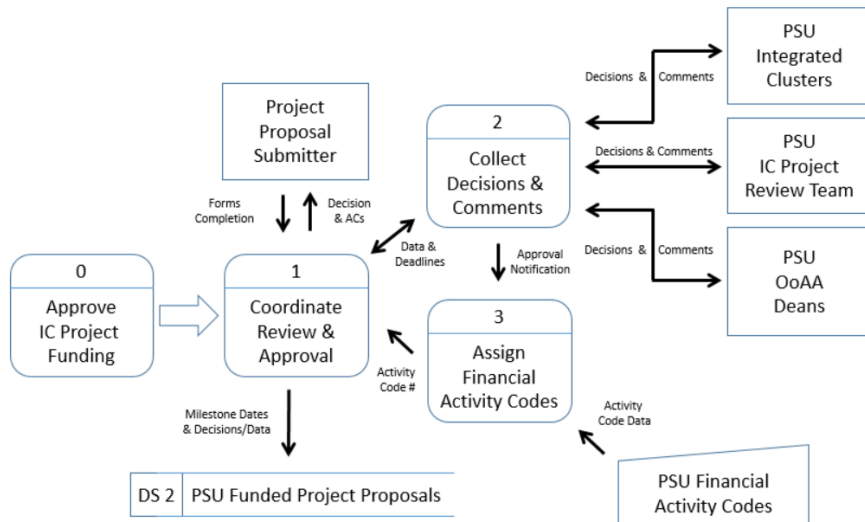 PSU
Integrated
Clusters
Decisions & Comments
Project
Proposal
Submitter
2
Collect
Decisions &
Comments
Decisions & Comments
PSU
IC Project
Review Team
Forms
Completion
Decision
& ACs
Data &
Deadlines
Approval
Notification
Decisions & Comments
PSU
OoAA
Deans
0
Approve
IC Project
Funding
1
Coordinate
Review &
Approval
3
Assign
Financial
Activity Codes
Activity
Code #
Milestone Dates
& Decisions/Data
Activity
Code Data
DS 2 PSU Funded Project Proposals
PSU Financial
Activity Codes